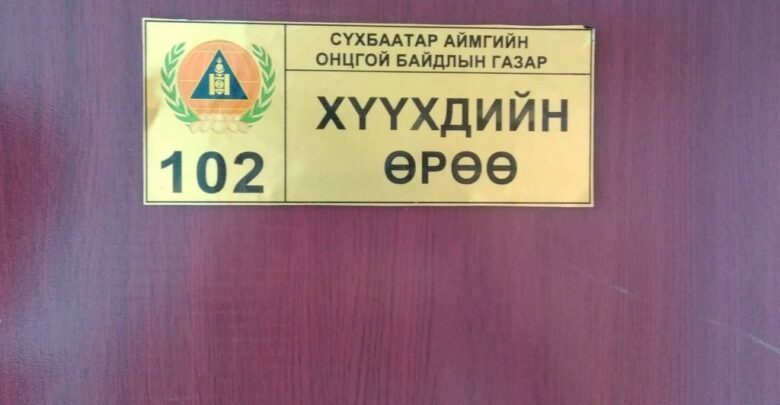 СҮХБААТАР АЙМГИЙН
ОНЦГОЙ БАЙДЛЫН ГАЗАР
ХҮҮХДИЙН
ӨРӨӨ
102